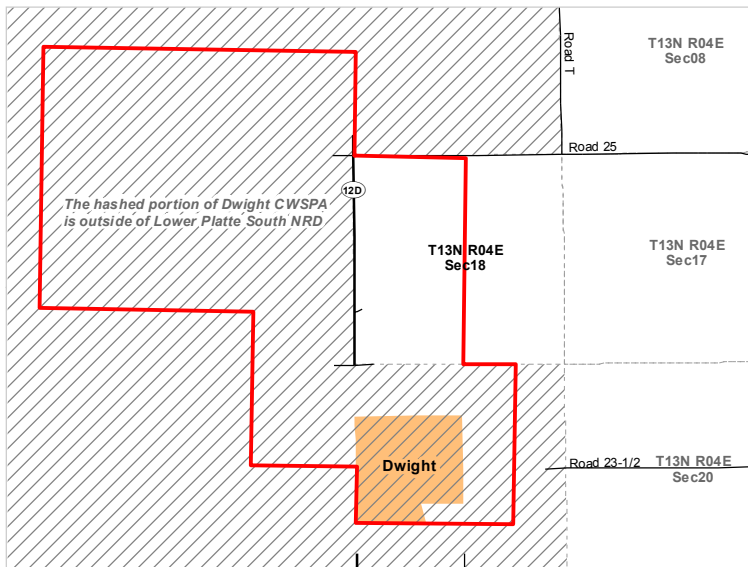 Road T
T13N R04E
Sec08
Road 25
12D
The hashed portion of Dwight CWSPA
is outside of Lower Platte South NRD
T13N R04E
Sec18
T13N R04E
Sec17
Dwight
Road 23-1/2
T13N R04E
Sec20